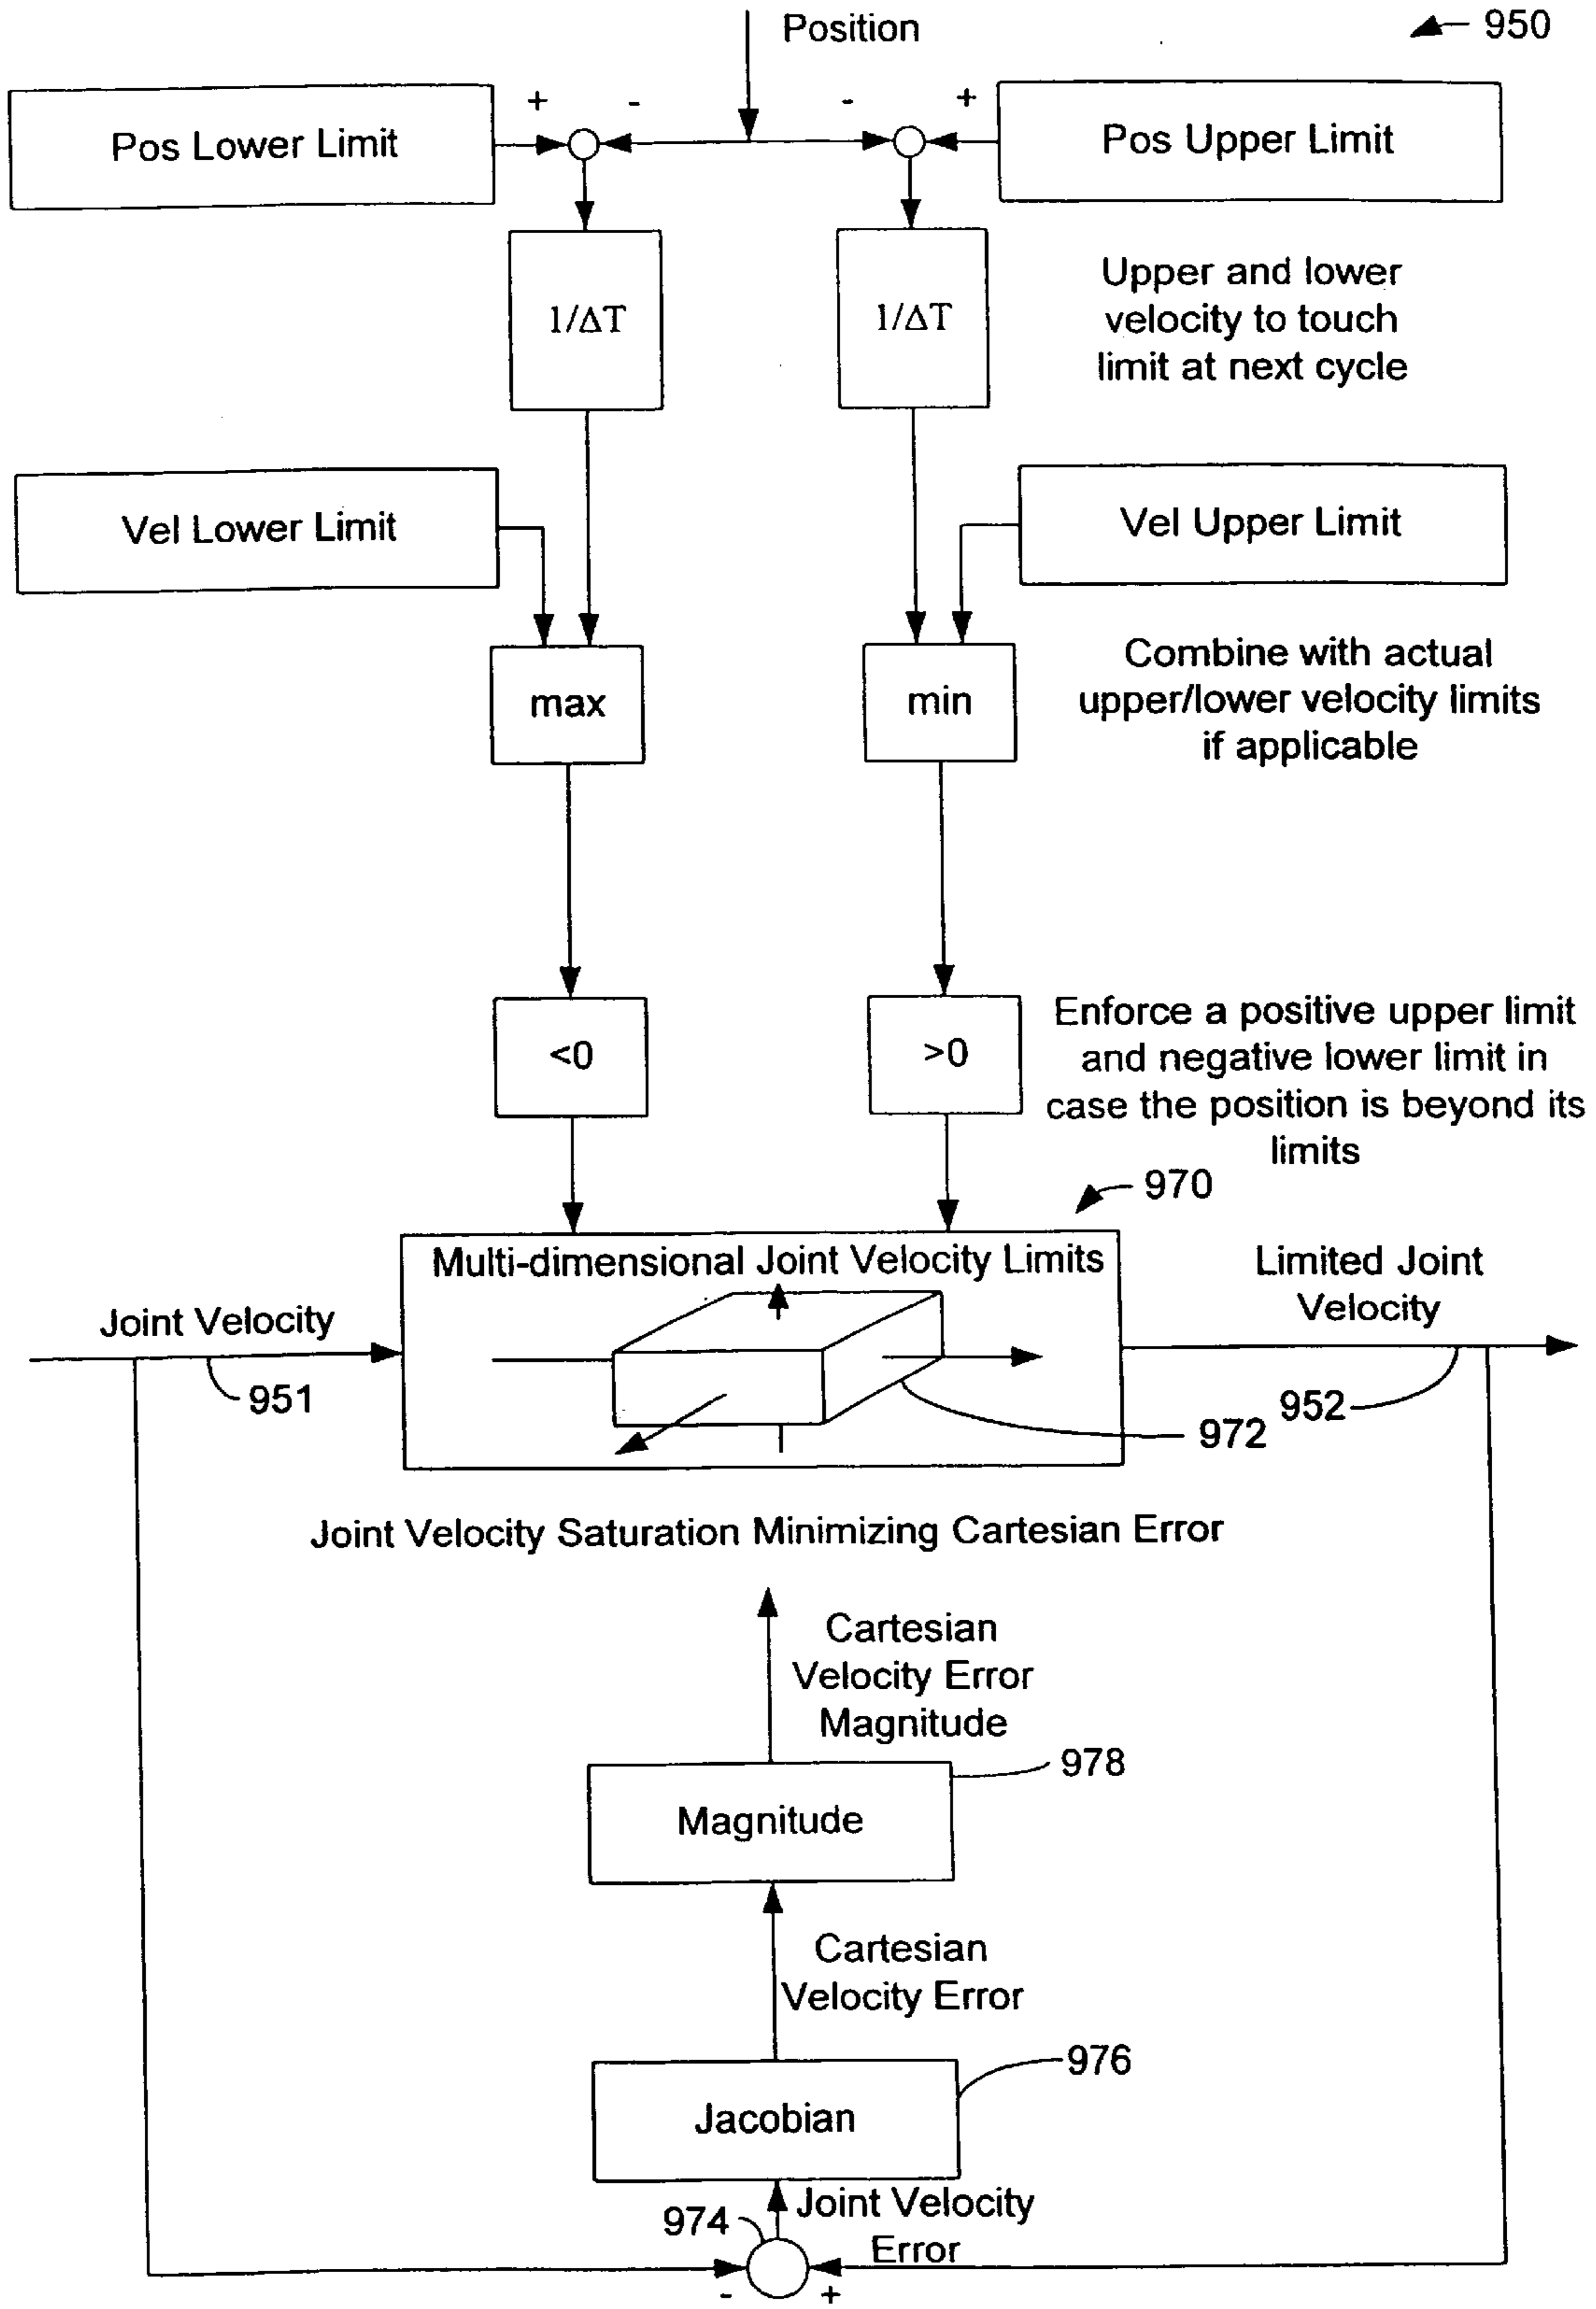 Position
950
+
-
-
+
Pos Lower Limit
Pos Upper Limit
1/ΔT
1/ΔT
Upper and lower
velocity to touch
limit at next cycle
Vel Lower Limit
Vel Upper Limit
max
min
Combine with actual
upper/lower velocity limits
if applicable
<0
>0
Enforce a positive upper limit
and negative lower limit in
case the position is beyond its
limits
970
Multi-dimensional Joint Velocity Limits
Joint Velocity
Limited Joint
Velocity
951
952
972
Joint Velocity Saturation Minimizing Cartesian Error
Cartesian
Velocity Error
Magnitude
978
Magnitude
Cartesian
Velocity Error
976
Jacobian
974
Joint Velocity
Error
-
+